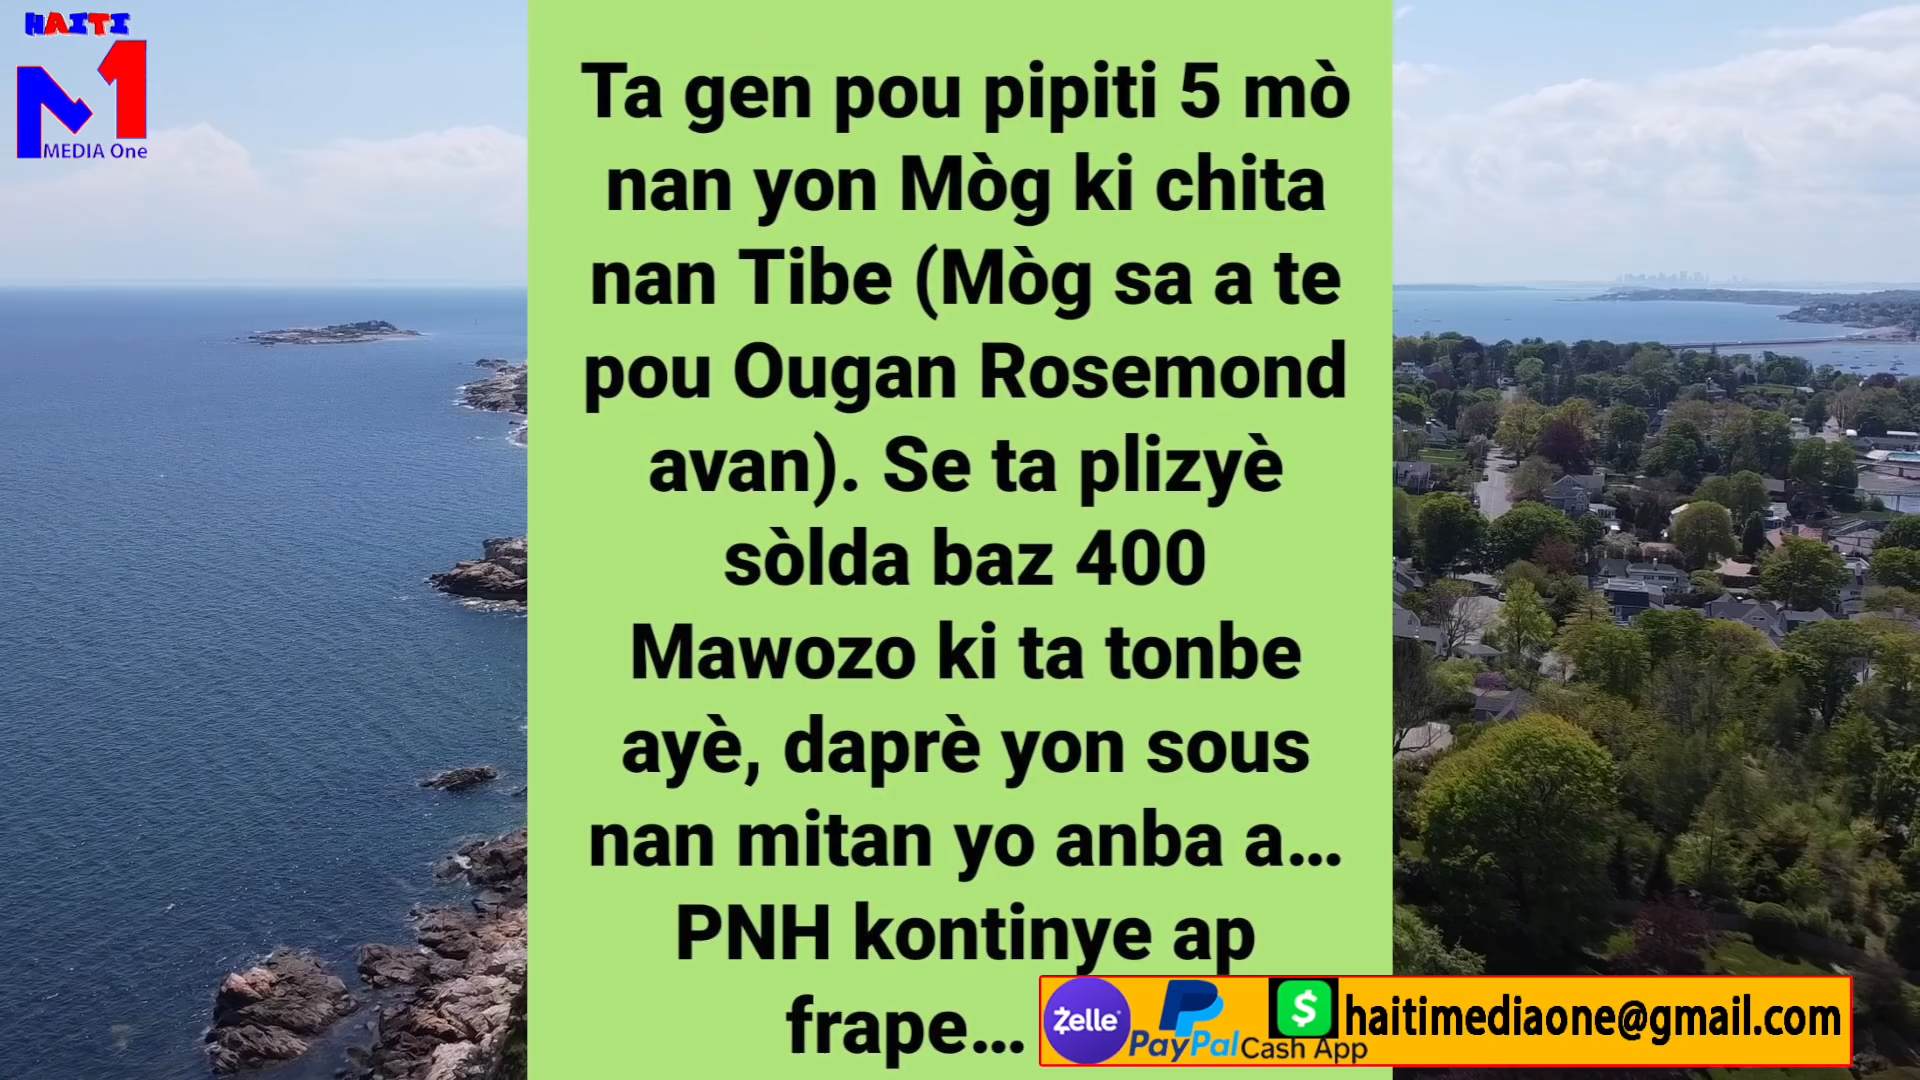 HAITI
M1
MEDIA One
Ta gen pou pipiti 5 mò
nan yon Mòg ki chita
nan Tibe (Mòg sa a te
pou Ougan Rosemond
avan). Se ta plizyè
sòlda baz 400
Mawozo ki ta tonbe
ayè, daprè yon sous
nan mitan yo anba a...
PNH kontinye ap
frape...
Zelle
PayPal
$
Cash App
haitimediaone@gmail.com